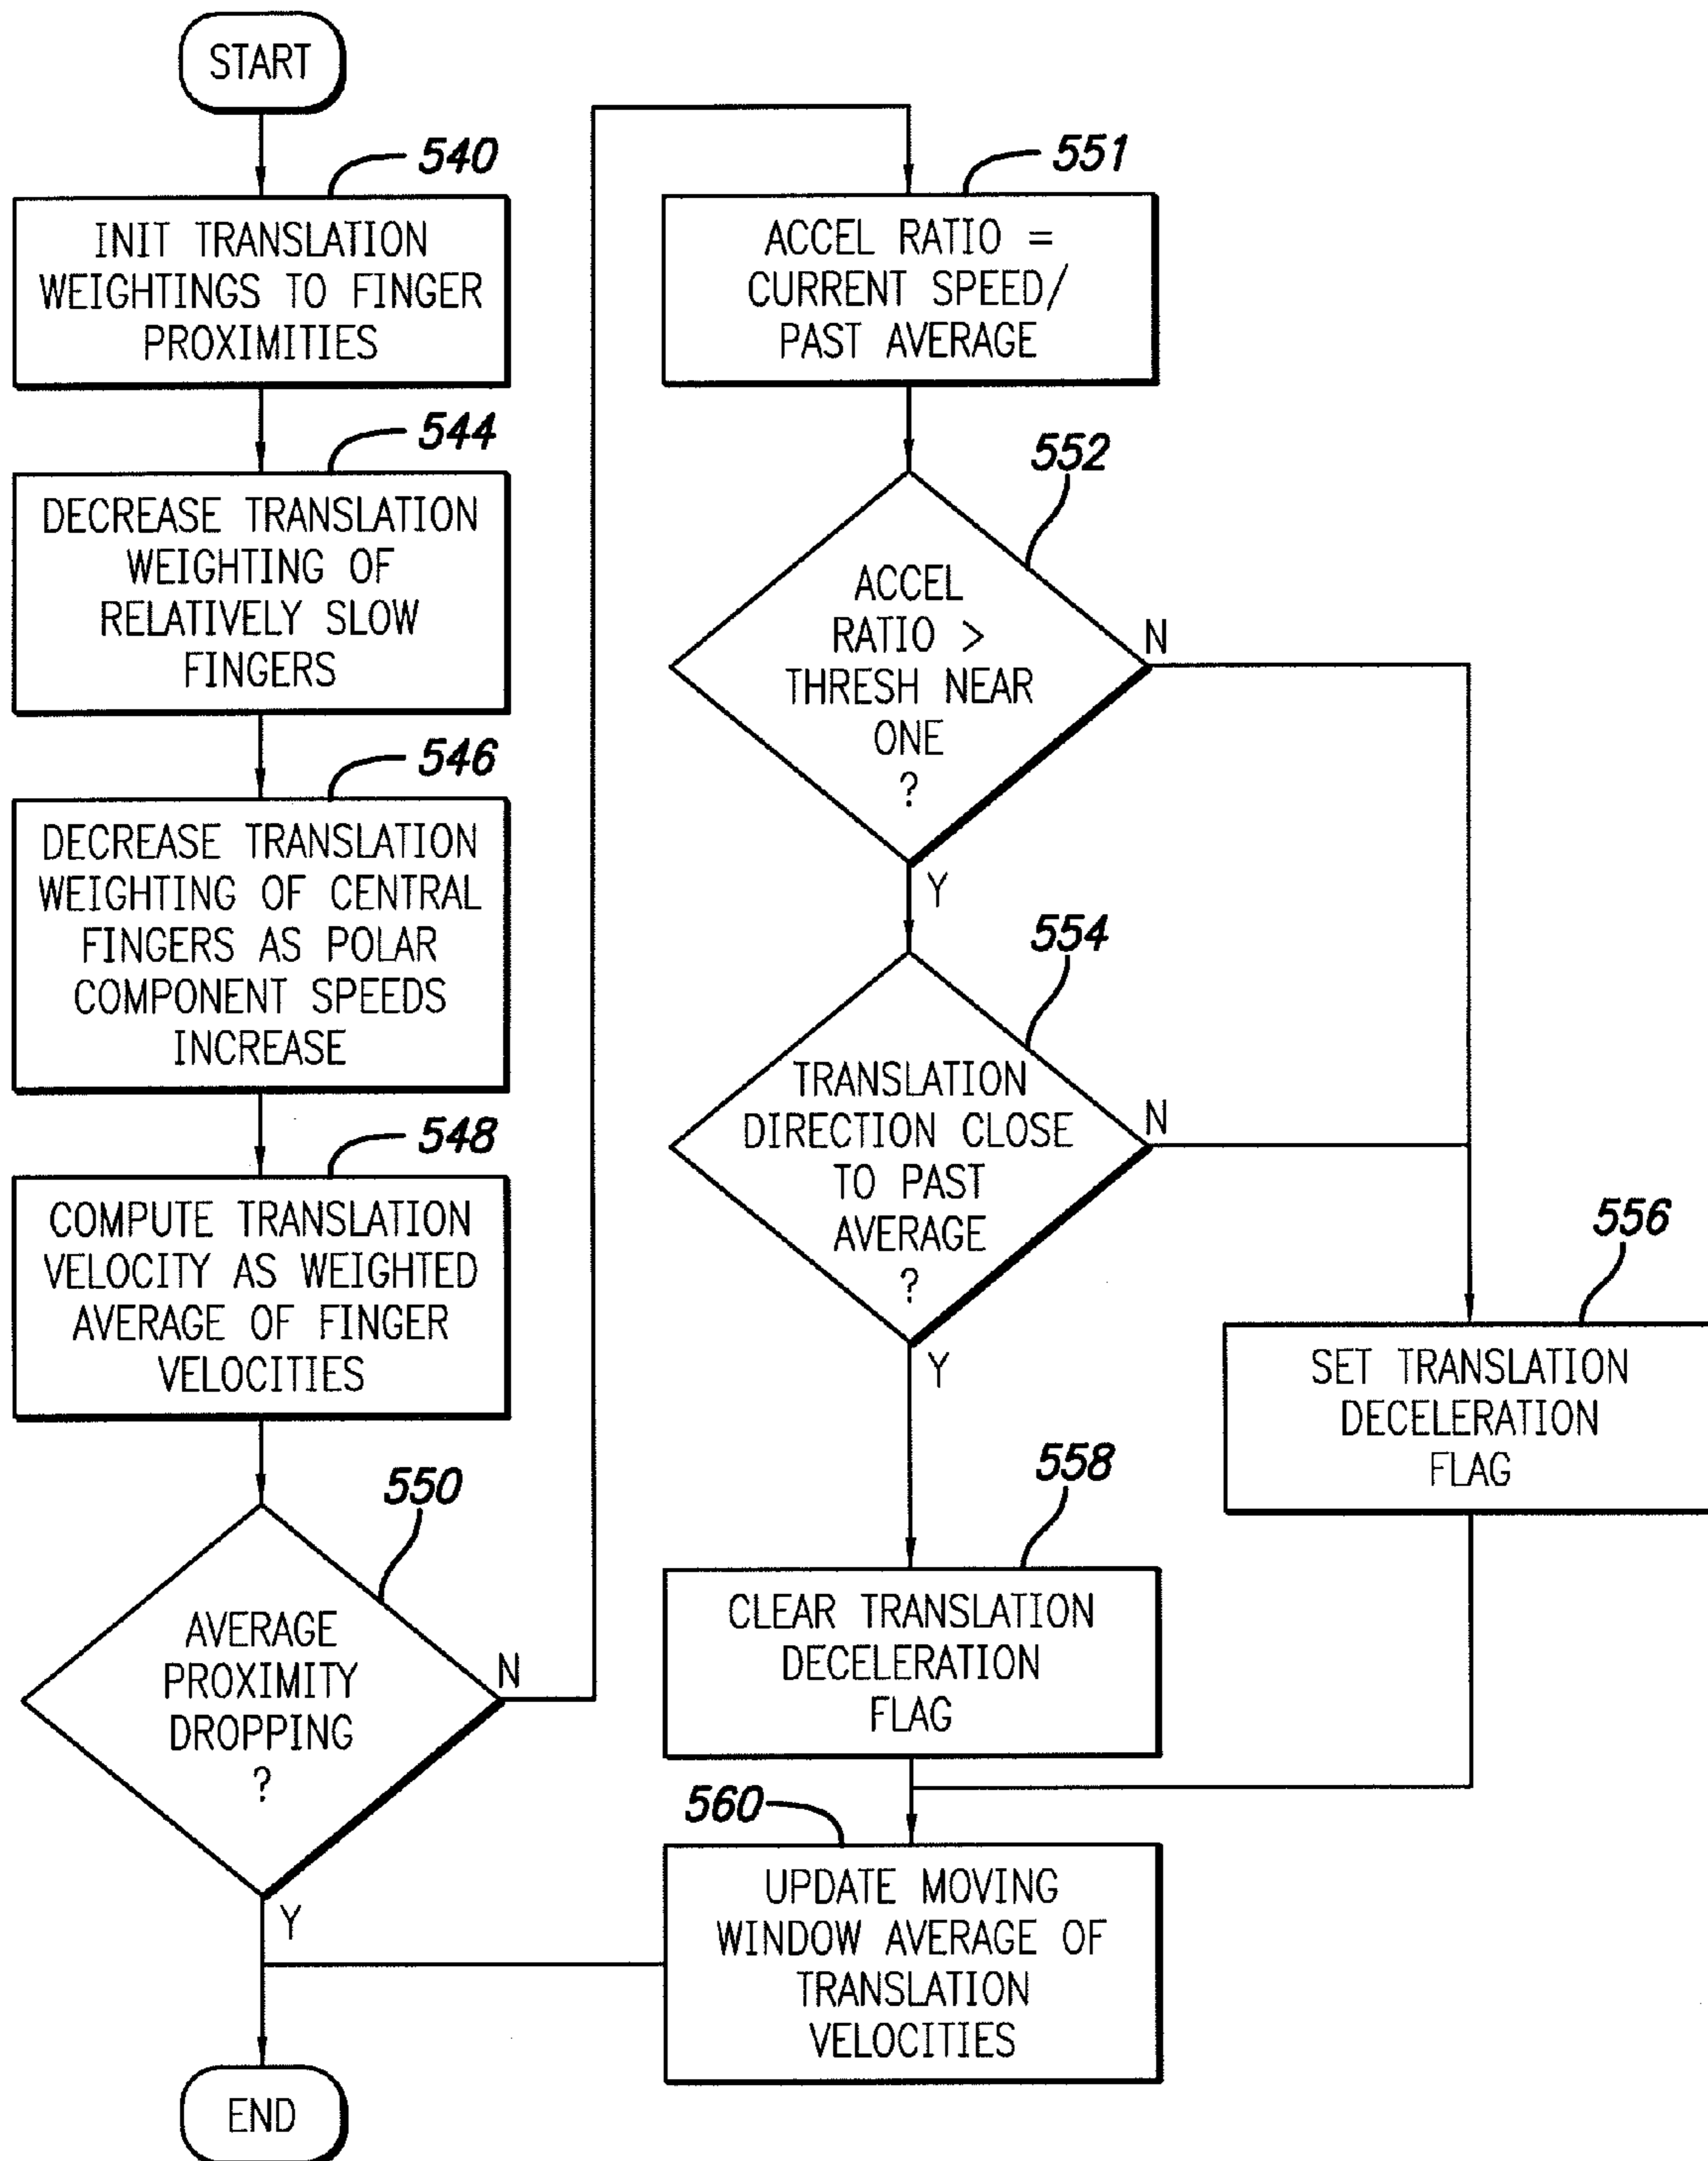 START
540
INIT TRANSLATION
WEIGHTINGS TO FINGER
PROXIMITIES
544
DECREASE TRANSLATION
WEIGHTING OF
RELATIVELY SLOW
FINGERS
546
DECREASE TRANSLATION
WEIGHTING OF CENTRAL
FINGERS AS POLAR
COMPONENT SPEEDS
INCREASE
548
COMPUTE TRANSLATION
VELOCITY AS WEIGHTED
AVERAGE OF FINGER
VELOCITIES
550
AVERAGE
PROXIMITY
DROPPING
?
N
Y
END
551
ACCEL RATIO =
CURRENT SPEED/
PAST AVERAGE
552
ACCEL
RATIO >
THRESH NEAR
ONE
?
N
Y
554
TRANSLATION
DIRECTION CLOSE
TO PAST
AVERAGE
?
N
Y
556
SET TRANSLATION
DECELERATION
FLAG
558
CLEAR TRANSLATION
DECELERATION
FLAG
560
UPDATE MOVING
WINDOW AVERAGE OF
TRANSLATION
VELOCITIES